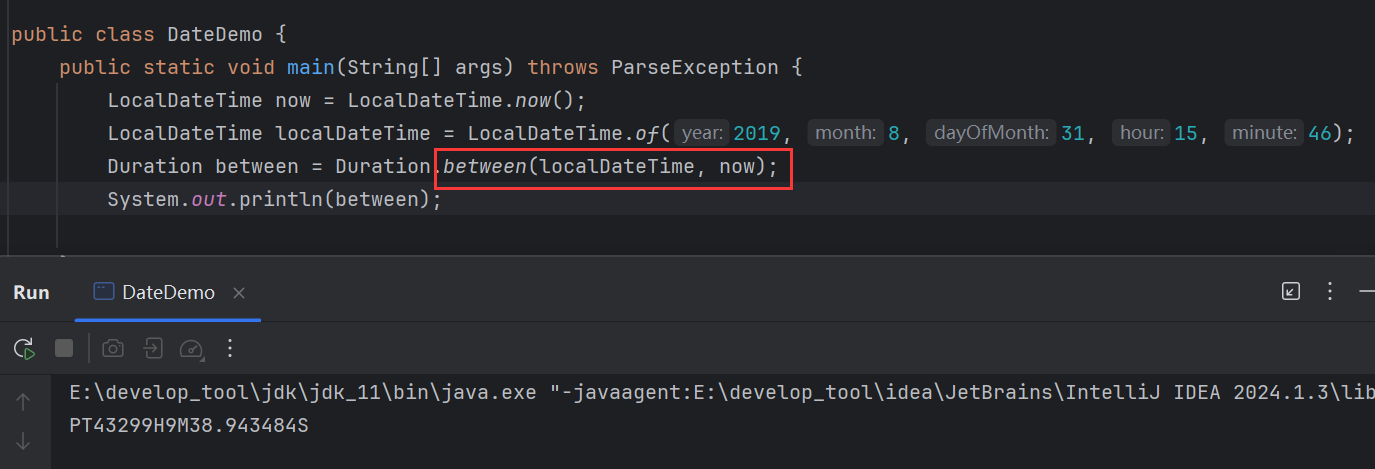 public class DateDemo {
public static void main(String[] args) throws ParseException {
LocalDateTime now = LocalDateTime.now();
LocalDateTime localDateTime = LocalDateTime.of( year: 2019, month: 8, dayOfMonth: 31, hour: 15, minute: 46);
Duration between = Duration.between(localDateTime, now);
System.out.println(between);
Run DateDemo
E:\develop_tool\jdk\jdk_11\bin\java.exe "-javaagent:E:\develop_tool\idea\JetBrains\IntelliJ IDEA 2024.1.3\lib
PT43299H9M38.943484S